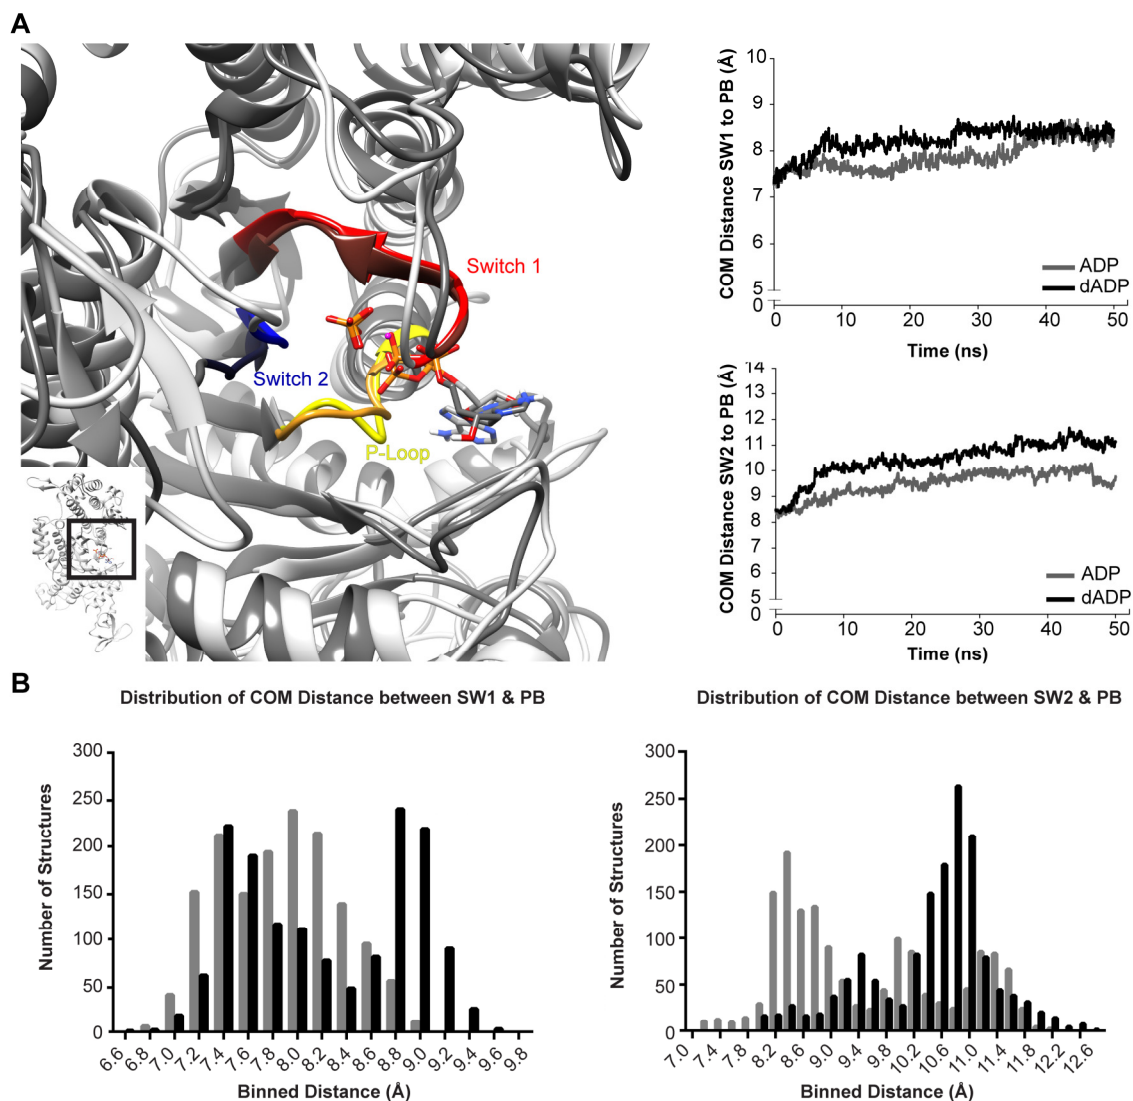 A
Switch 1
Switch 2
P-Loop
COM Distance SW1 to PB (Å)
10
9
8
7
6
5
0
0 10 20 30 40 50
ADP
dADP
Time (ns)
COM Distance SW2 to PB (Å)
14
13
12
11
10
9
8
7
6
5
0
0 10 20 30 40 50
ADP
dADP
Time (ns)
B
Distribution of COM Distance between SW1 & PB
Number of Structures
300
250
200
150
100
50
0
6.6 6.8 7.0 7.2 7.4 7.6 7.8 8.0 8.2 8.4 8.6 8.8 9.0 9.2 9.4 9.6 9.8
Binned Distance (Å)
Distribution of COM Distance between SW2 & PB
Number of Structures
300
250
200
150
100
50
0
7.0 7.4 7.8 8.2 8.6 9.0 9.4 9.8 10.2 10.6 11.0 11.4 11.8 12.2 12.6
Binned Distance (Å)